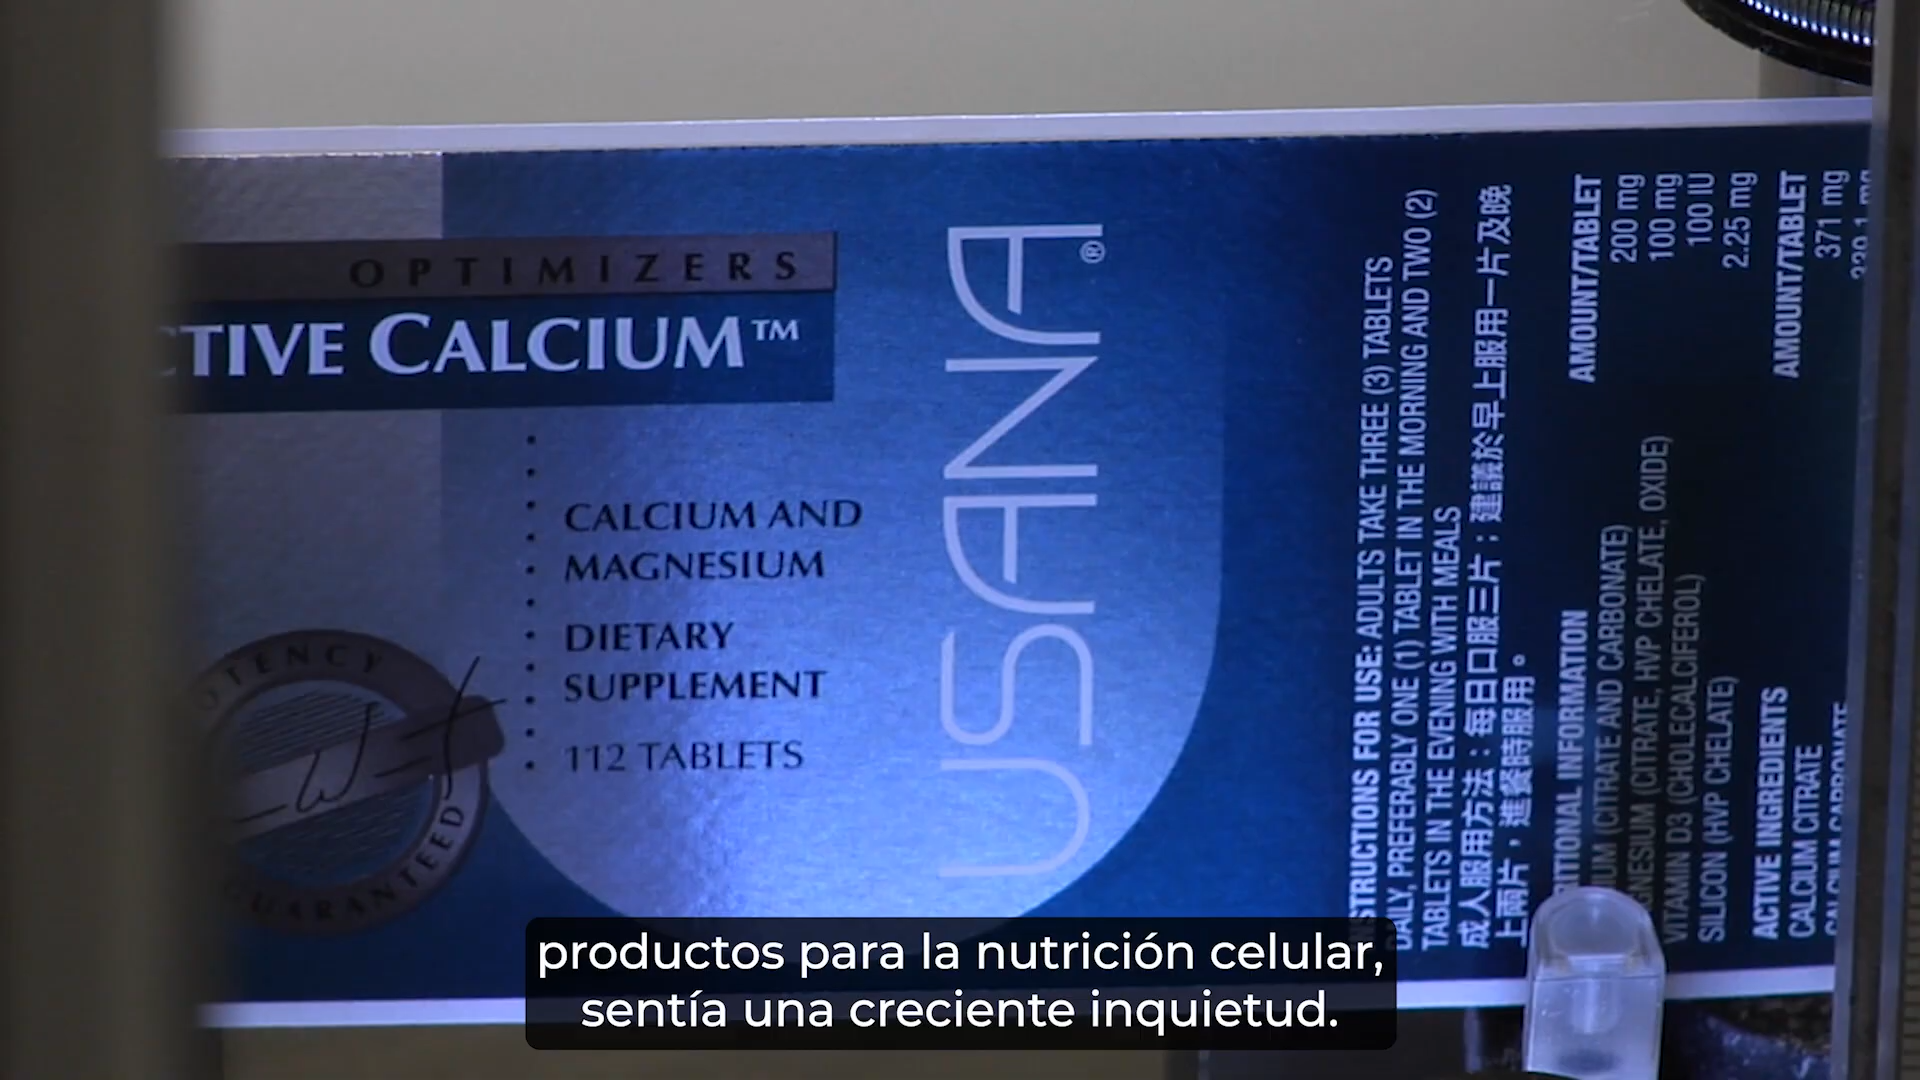 OPTIMIZERS
CTIVE CALCIUM™
CALCIUM AND
MAGNESIUM
DIETARY
SUPPLEMENT
112 TABLETS
POTENCY
GUARANTEED
USANA®
INSTRUCTIONS FOR USE: ADULTS TAKE THREE (3) TABLETS
DAILY, PREFERABLY ONE (1) TABLET IN THE MORNING AND TWO (2)
TABLETS IN THE EVENING WITH MEALS
成人服用方法：每日口服三片；建議於早上服用一片及晚
上兩片，進餐時服用。
RITIONAL INFORMATION AMOUNT/TABLET
IUM (CITRATE AND CARBONATE) 200 mg
GNESIUM (CITRATE, HVP CHELATE, OXIDE) 100 mg
VITAMIN D3 (CHOLECALCIFEROL) 100 IU
SILICON (HVP CHELATE) 2.25 mg
ACTIVE INGREDIENTS AMOUNT/TABLET
CALCIUM CITRATE 371 mg
CALCIUM CARBONATE
productos para la nutrición celular,
sentía una creciente inquietud.